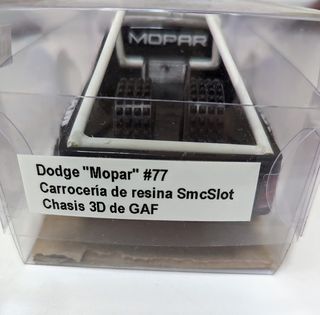 MOPAR
Dodge "Mopar" #77
Carrocería de resina SmcSlot
Chasis 3D de GAF